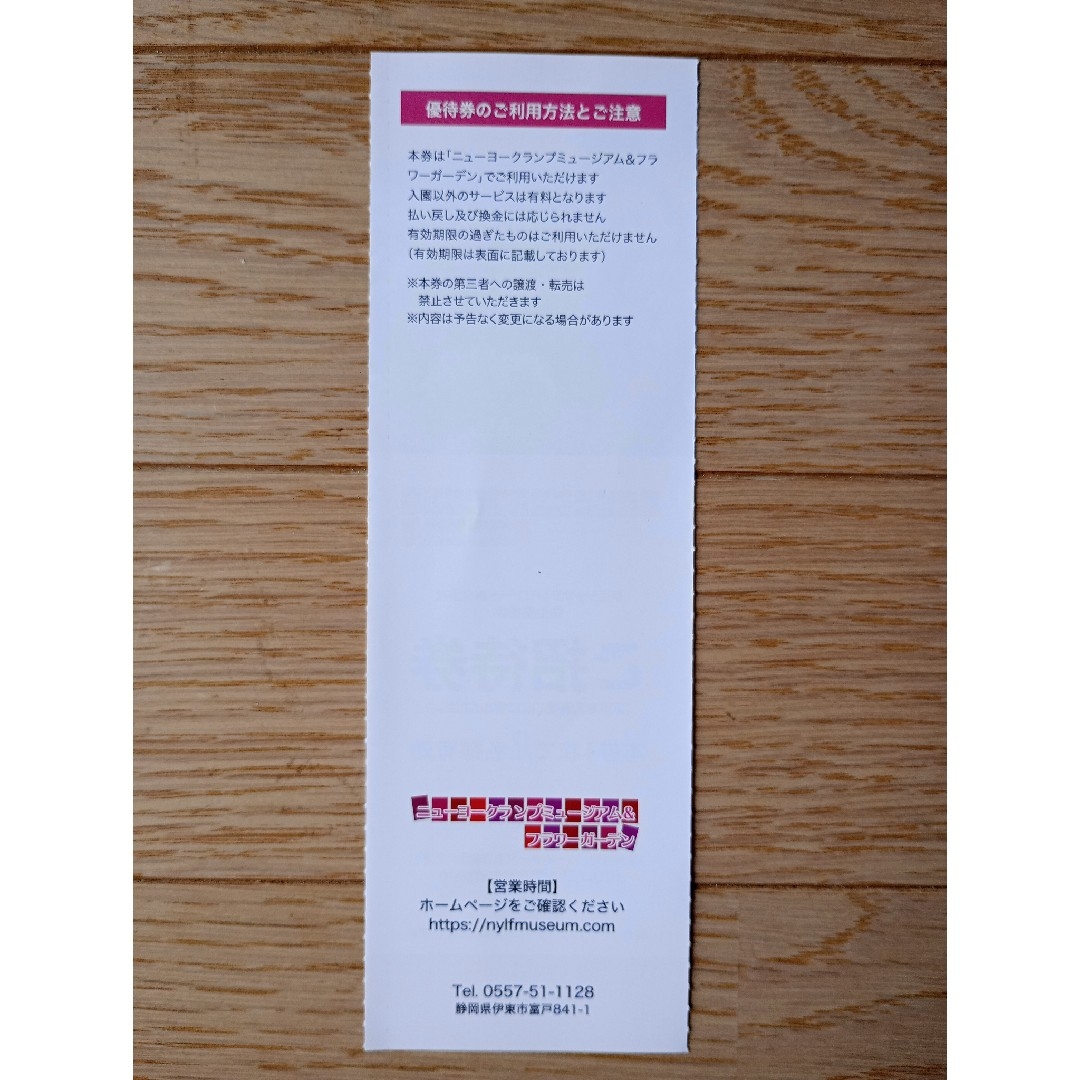 優待券のご利用方法とご注意
本券は「ニューヨークランプミュージアム&フラ
ワーガーデン」でご利用いただけます
入園以外のサービスは有料となります
払い戻し及び換金には応じられません
有効期限の過ぎたものはご利用いただけません
(有効期限は表面に記載しております)
※本券の第三者への譲渡・転売は
禁止させていただきます
※内容は予告なく変更になる場合があります
ご招待券
ニューヨークランプミュージアム&
フラワーガーデン
【営業時間】
ホームページをご確認ください
https://nylfmuseum.com
Tel. 0557-51-1128
静岡県伊東市富戸841-1